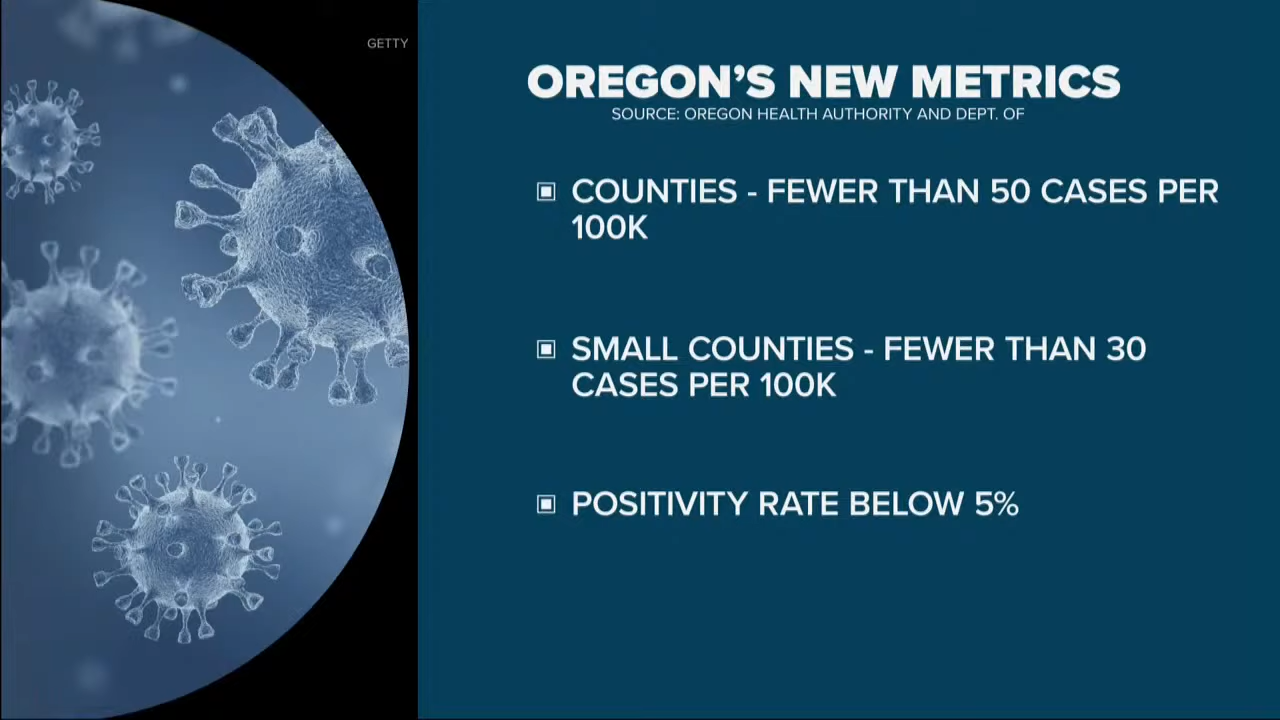 GETTY
OREGON'S NEW METRICS
SOURCE: OREGON HEALTH AUTHORITY AND DEPT. OF
COUNTIES - FEWER THAN 50 CASES PER
100K
SMALL COUNTIES - FEWER THAN 30
CASES PER 100K
POSITIVITY RATE BELOW 5%